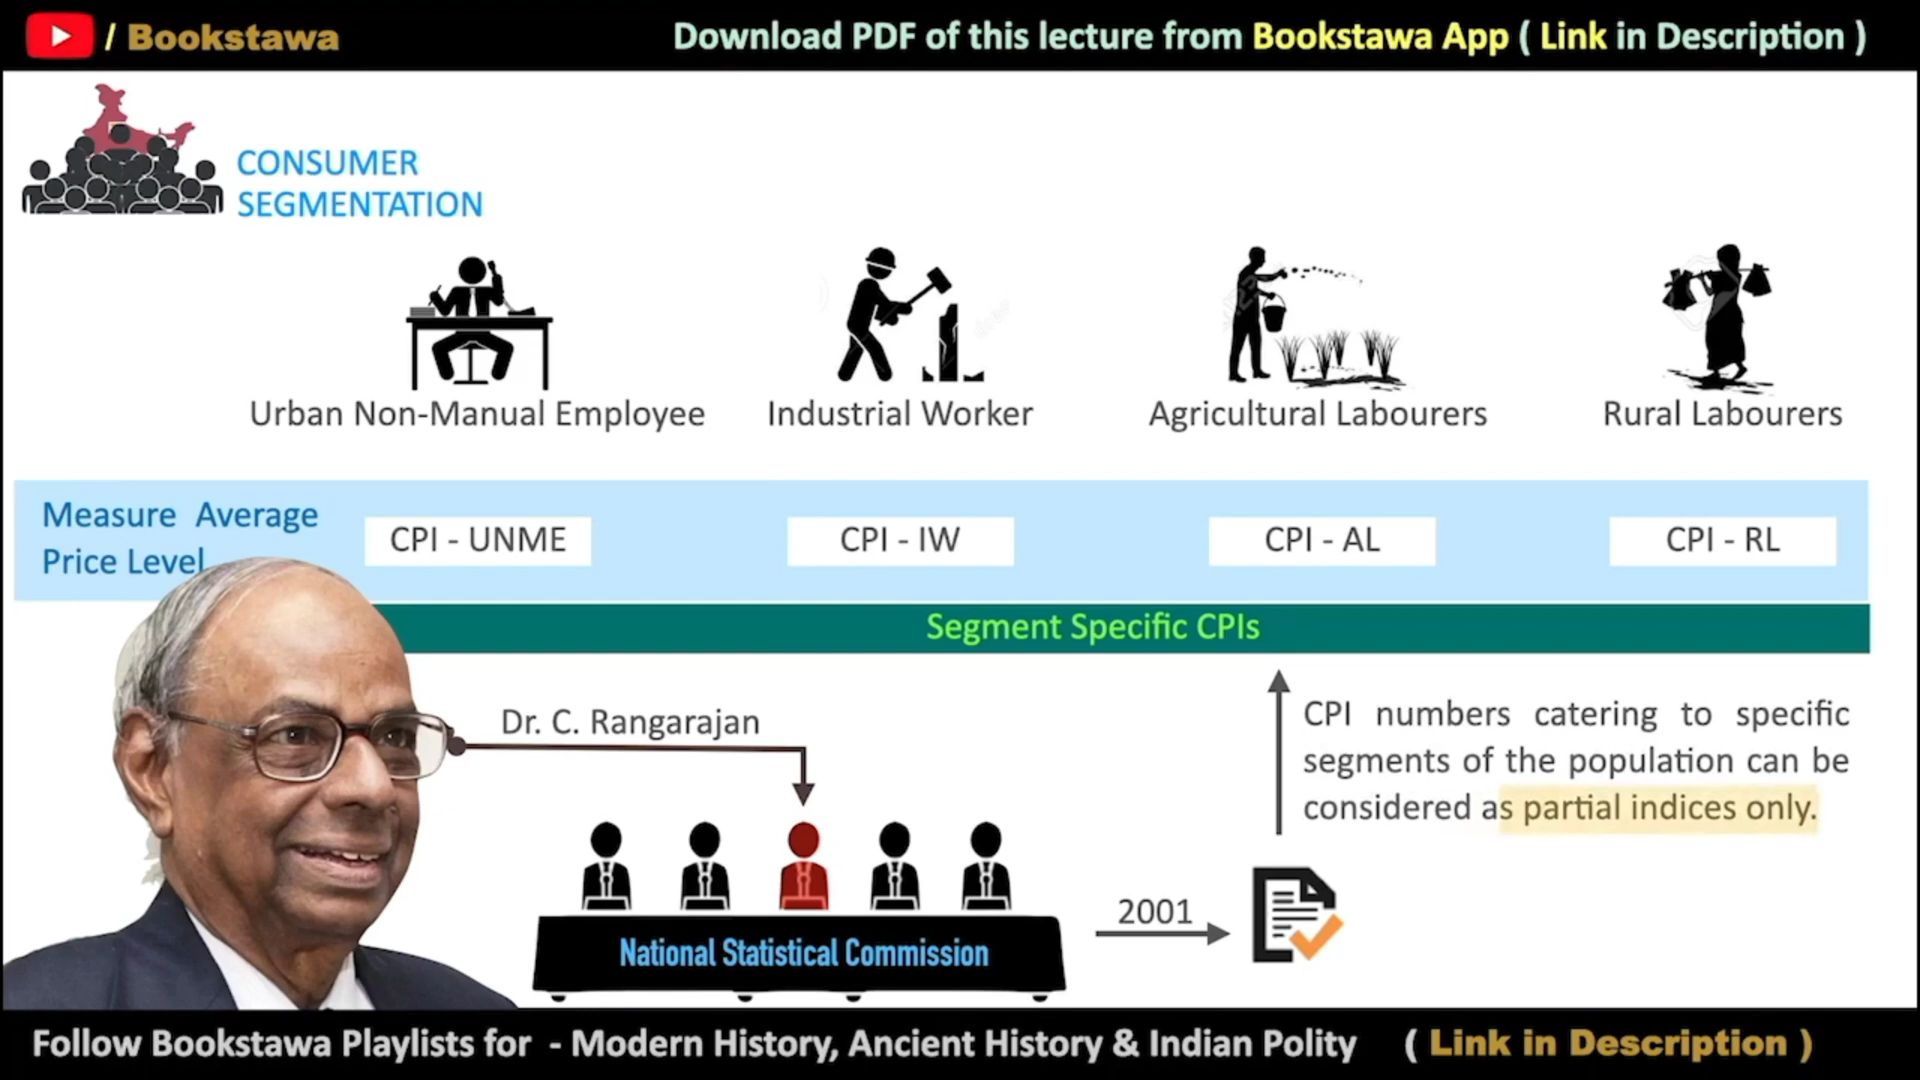 / Bookstawa
Download PDF of this lecture from Bookstawa App ( Link in Description )
CONSUMER
SEGMENTATION
Urban Non-Manual Employee
Industrial Worker
Agricultural Labourers
Rural Labourers
Measure Average
Price Level
CPI - UNME
CPI - IW
CPI - AL
CPI - RL
Segment Specific CPIs
Dr. C. Rangarajan
CPI numbers catering to specific
segments of the population can be
considered as partial indices only.
2001
National Statistical Commission
Follow Bookstawa Playlists for - Modern History, Ancient History & Indian Polity ( Link in Description )